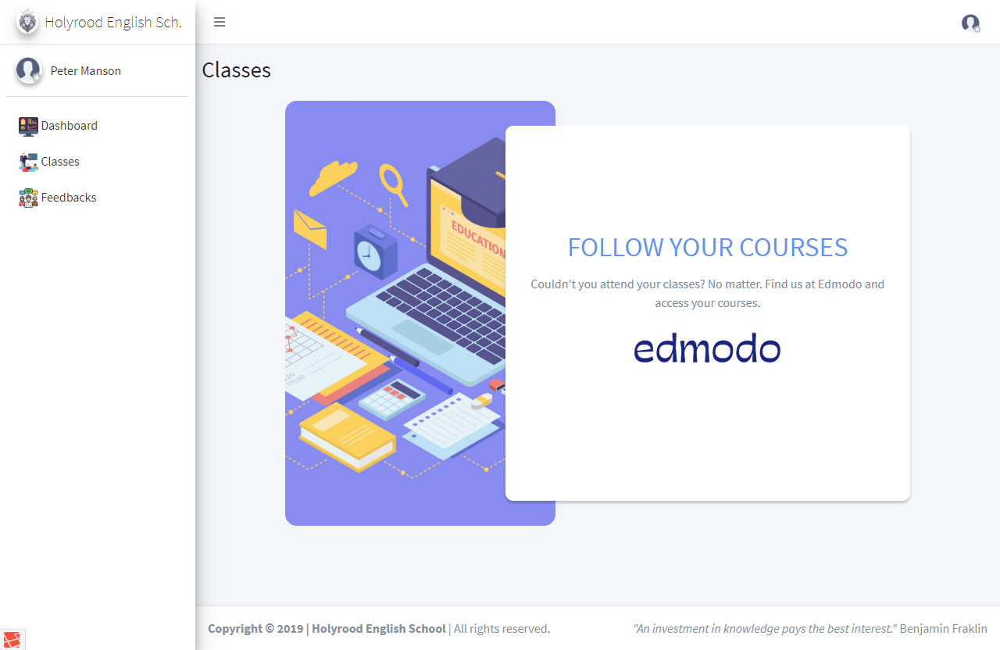 Holyrood English Sch.
Peter Manson
Dashboard
Classes
Feedbacks
Classes
EDUCATION
FOLLOW YOUR COURSES
Couldn't you attend your classes? No matter. Find us at Edmodo and
access your courses.
edmodo
Copyright © 2019 | Holyrood English School | All rights reserved.
"An investment in knowledge pays the best interest." Benjamin Fraklin